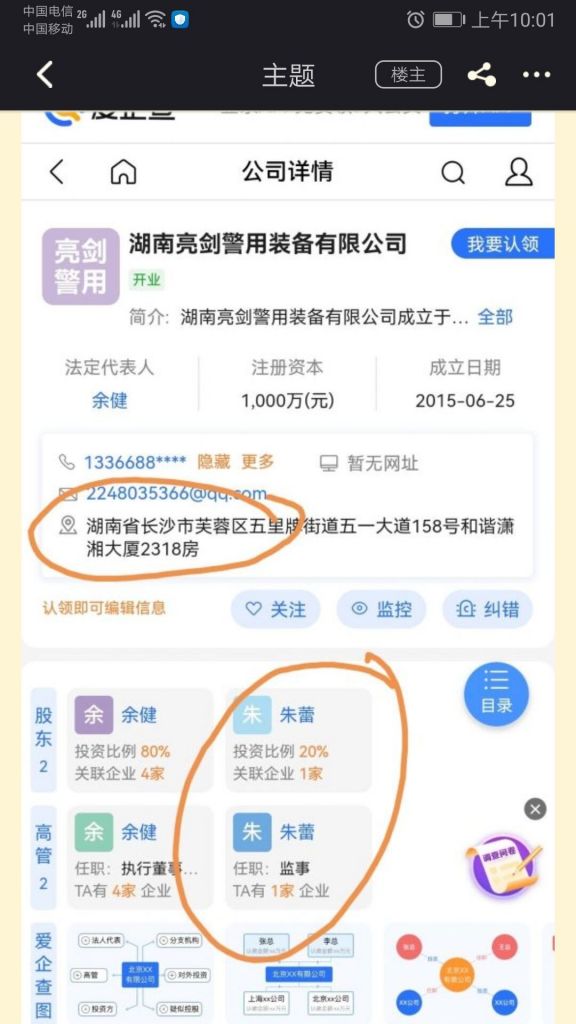 中国电信
中国移动
2G
4G
上午10:01
主题
楼主
爱企查
公司详情
亮剑
警用
湖南亮剑警用装备有限公司
我要认领
开业
简介: 湖南亮剑警用装备有限公司成立于... 全部
法定代表人
注册资本
成立日期
余健
1,000万(元)
2015-06-25
1336688**** 隐藏 更多
暂无网址
2248035366@qq.com
湖南省长沙市芙蓉区五里牌街道五一大道158号和谐潇
湘大厦2318房
认领即可编辑信息
关注
监控
纠错
目录
股东
2
余 余健
投资比例 80%
关联企业 4家
朱 朱蕾
投资比例 20%
关联企业 1家
高管
2
余 余健
任职: 执行董事...
TA有 4家 企业
朱 朱蕾
任职: 监事
TA有 1家 企业
调查问卷
爱企查图
法人代表
分支机构
高管
北京XX
有限公司
对外投资
投资方
疑似控股
张总
李总
北京XX有限公司
上海xx公司
北京xx公司
张总
王总
北京XX
有限公司
XX公司
XX公司